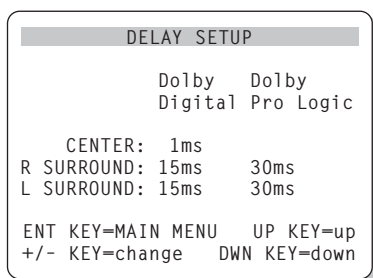 DELAY SETUP
Dolby Dolby
Digital Pro Logic
CENTER: 1ms
R SURROUND: 15ms 30ms
L SURROUND: 15ms 30ms
ENT KEY=MAIN MENU UP KEY=up
+/- KEY=change DWN KEY=down